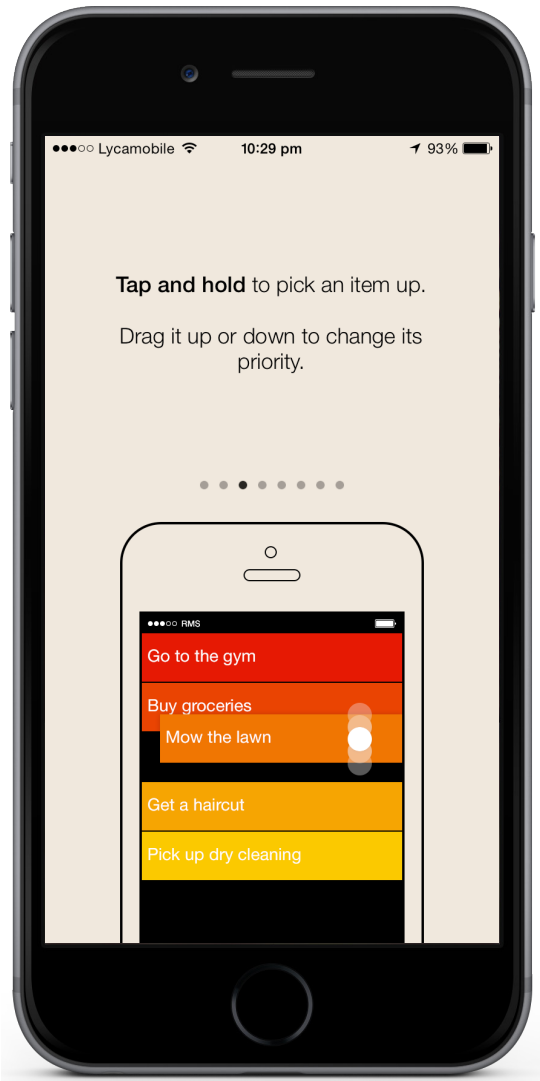 Lycamobile 10:29 pm 93%
Tap and hold to pick an item up.
Drag it up or down to change its
priority.
RMS
Go to the gym
Buy groceries
Mow the lawn
Get a haircut
Pick up dry cleaning